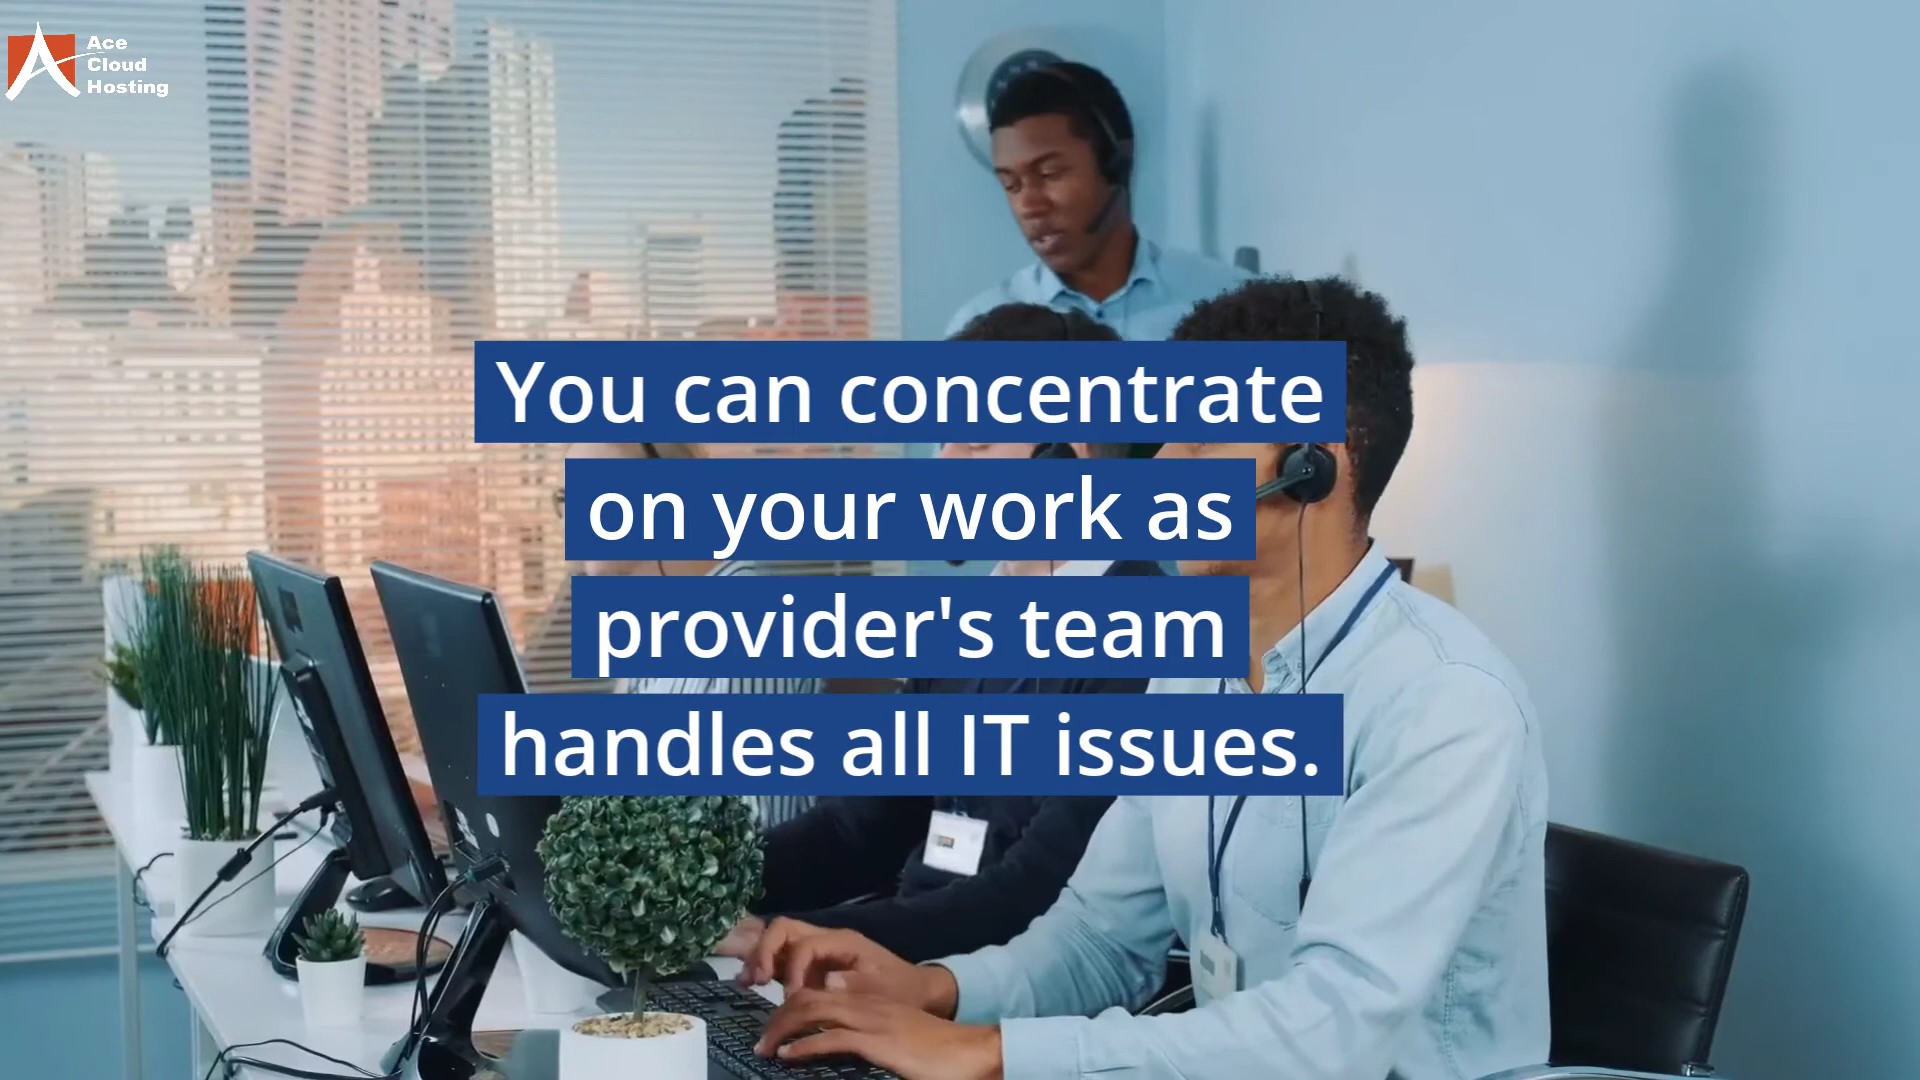 Ace
Cloud
Hosting
You can concentrate
on your work as
provider's team
handles all IT issues.